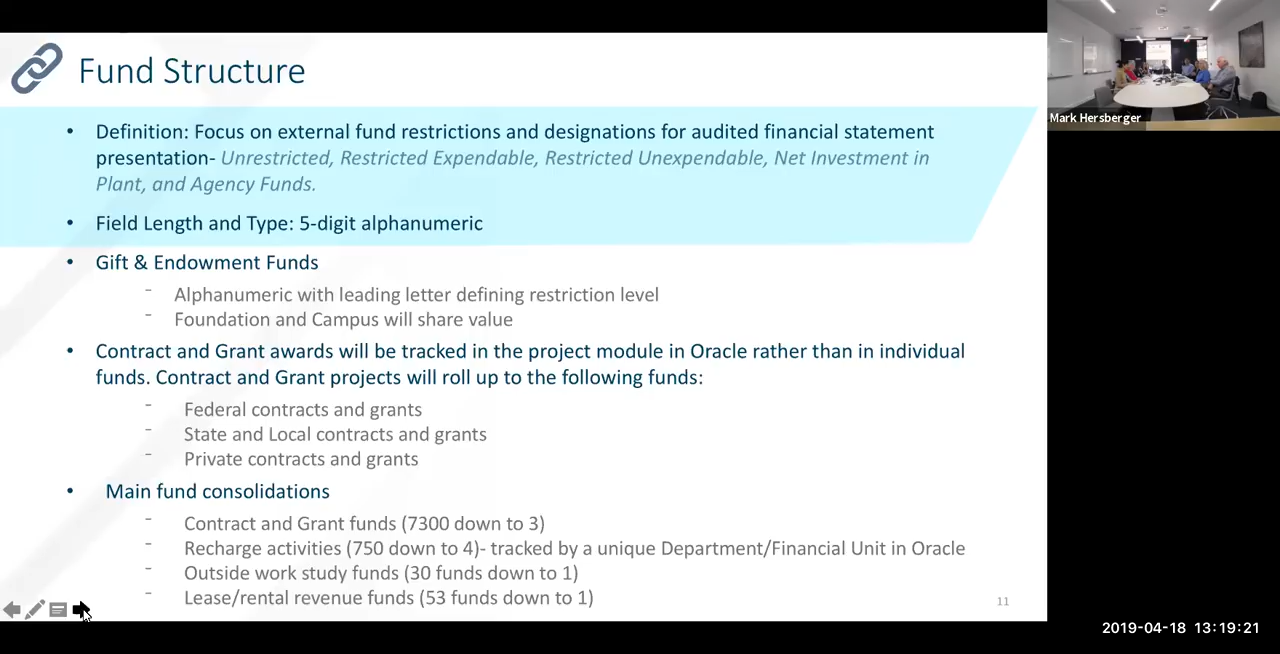 Fund Structure
• Definition: Focus on external fund restrictions and designations for audited financial statement
presentation- Unrestricted, Restricted Expendable, Restricted Unexpendable, Net Investment in
Plant, and Agency Funds.
• Field Length and Type: 5-digit alphanumeric
• Gift & Endowment Funds
- Alphanumeric with leading letter defining restriction level
- Foundation and Campus will share value
• Contract and Grant awards will be tracked in the project module in Oracle rather than in individual
funds. Contract and Grant projects will roll up to the following funds:
- Federal contracts and grants
- State and Local contracts and grants
- Private contracts and grants
• Main fund consolidations
- Contract and Grant funds (7300 down to 3)
- Recharge activities (750 down to 4)- tracked by a unique Department/Financial Unit in Oracle
- Outside work study funds (30 funds down to 1)
- Lease/rental revenue funds (53 funds down to 1)
11
Mark Hersberger
2019-04-18 13:19:21